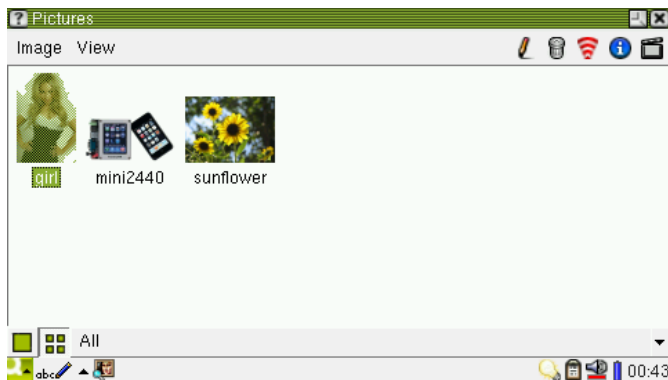 Pictures
Image View
girl mini2440 sunflower
All
abc 00:43